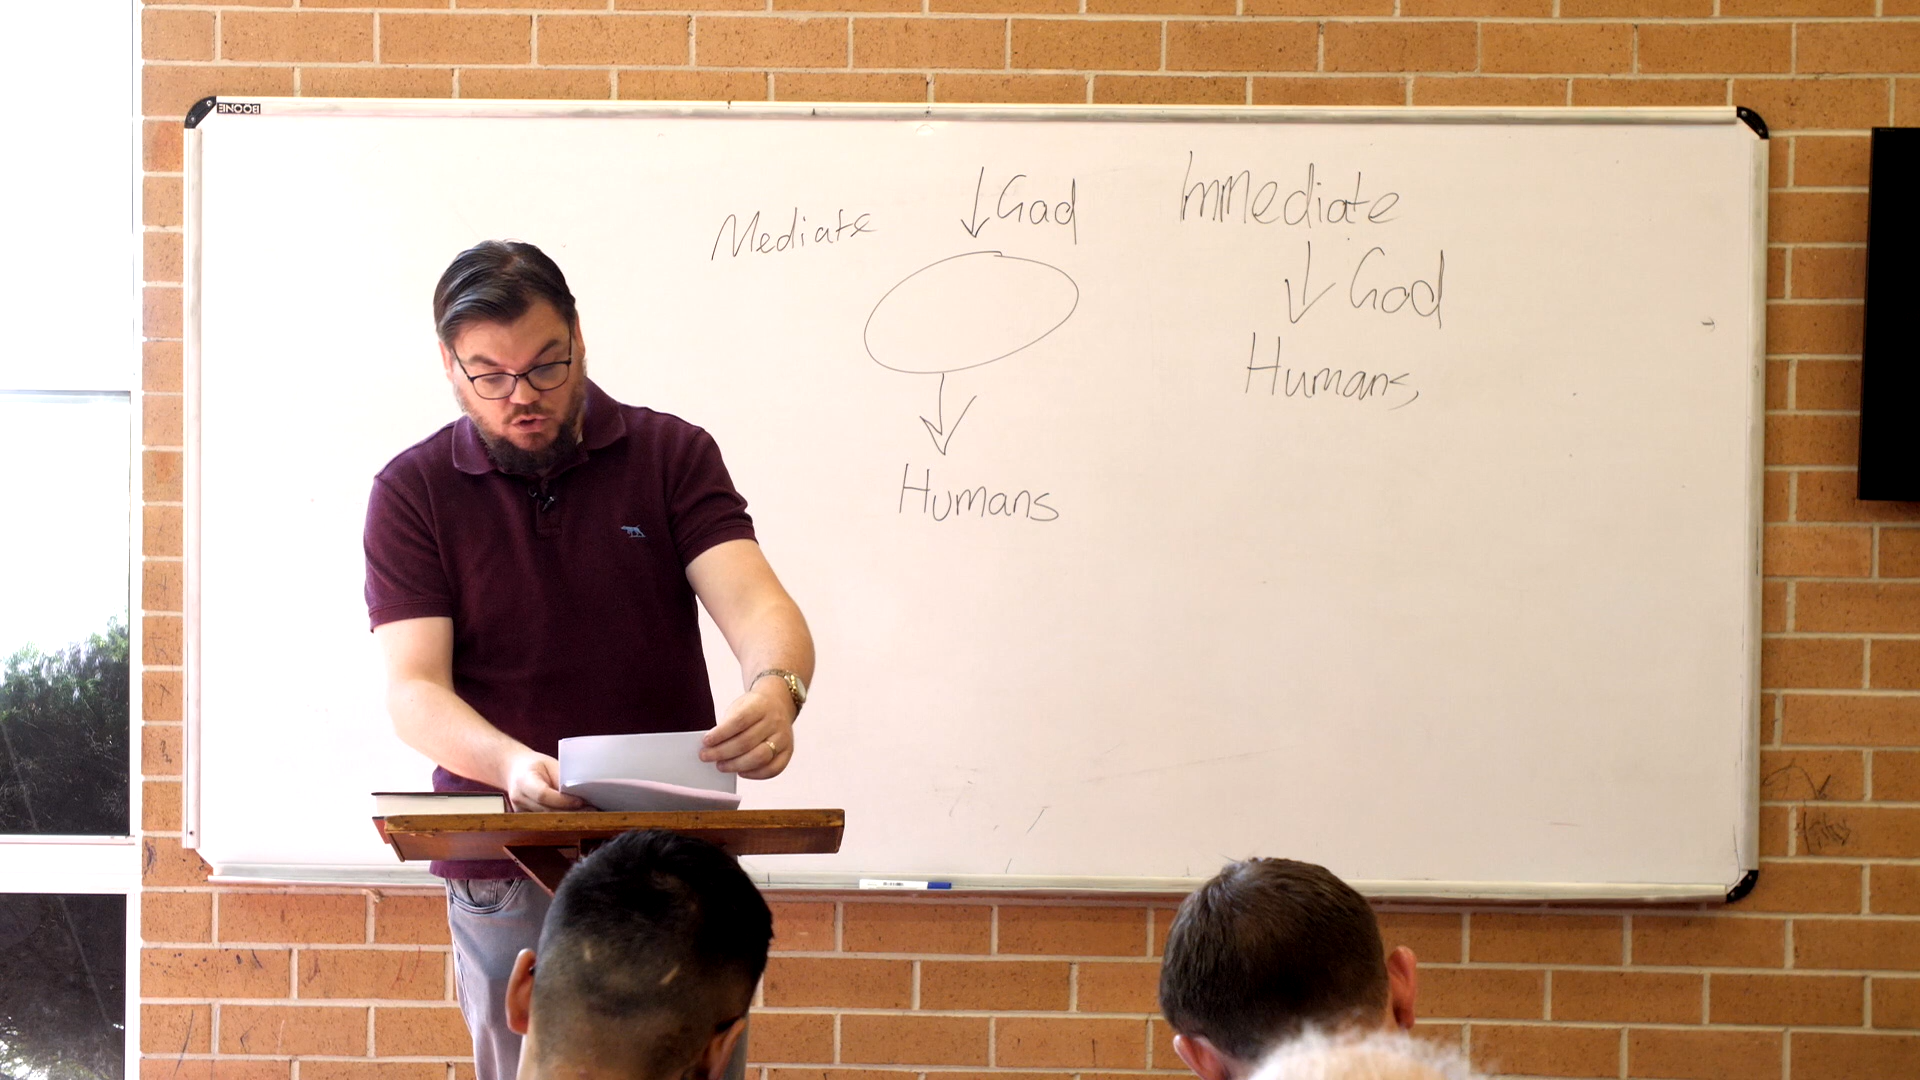 BOONE
Mediate
God
Humans
Immediate
God
Humans